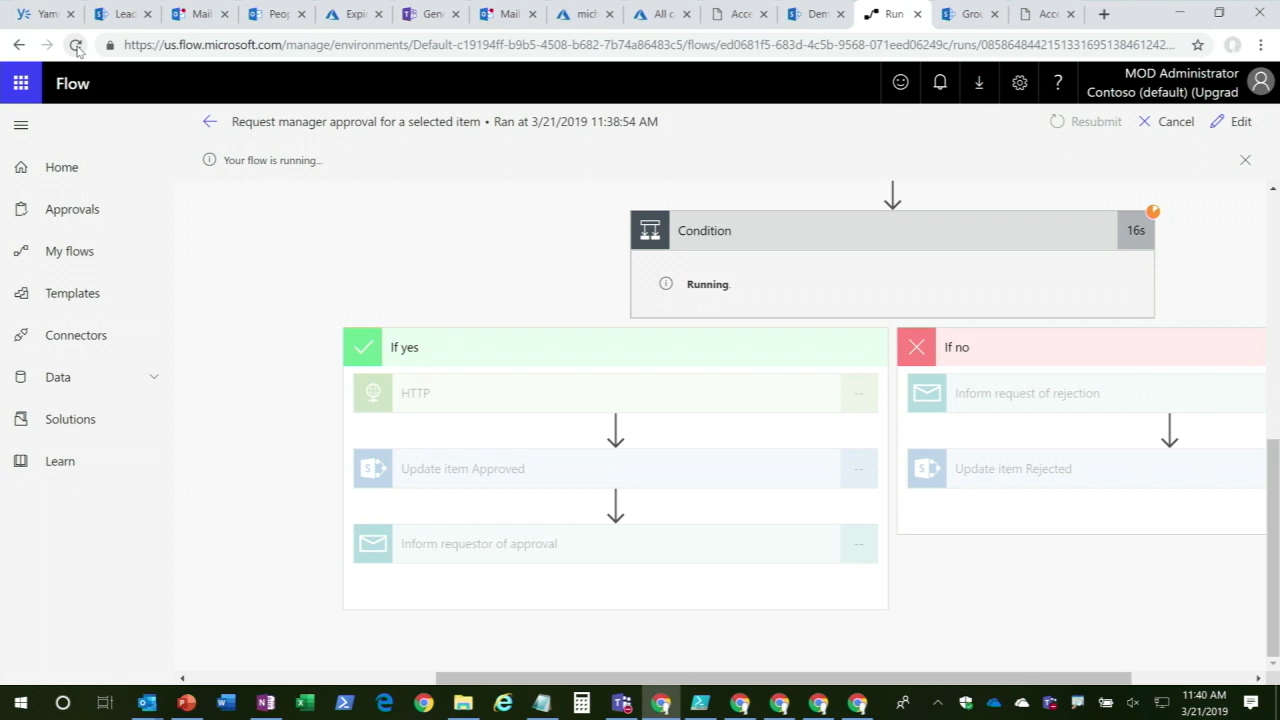 Yam
Lead
Mail
Peop
Expi
Gene
Mail
mich
All c
Acce
Dem
Run
Grou
Acce
https://us.flow.microsoft.com/manage/environments/Default-c19194ff-b9b5-4508-b682-7b74a86483c5/flows/ed0681f5-683d-4c5b-9568-071eed06249c/runs/08586484421513316951384612​42...
Flow
MOD Administrator
Contoso (default) (Upgrad
Request manager approval for a selected item • Ran at 3/21/2019 11:38:54 AM
Resubmit
Cancel
Edit
Your flow is running...
Home
Approvals
My flows
Templates
Connectors
Data
Solutions
Learn
Condition
16s
Running.
If yes
HTTP
--
Update item Approved
--
Inform requestor of approval
--
If no
Inform request of rejection
Update item Rejected
11:40 AM
3/21/2019